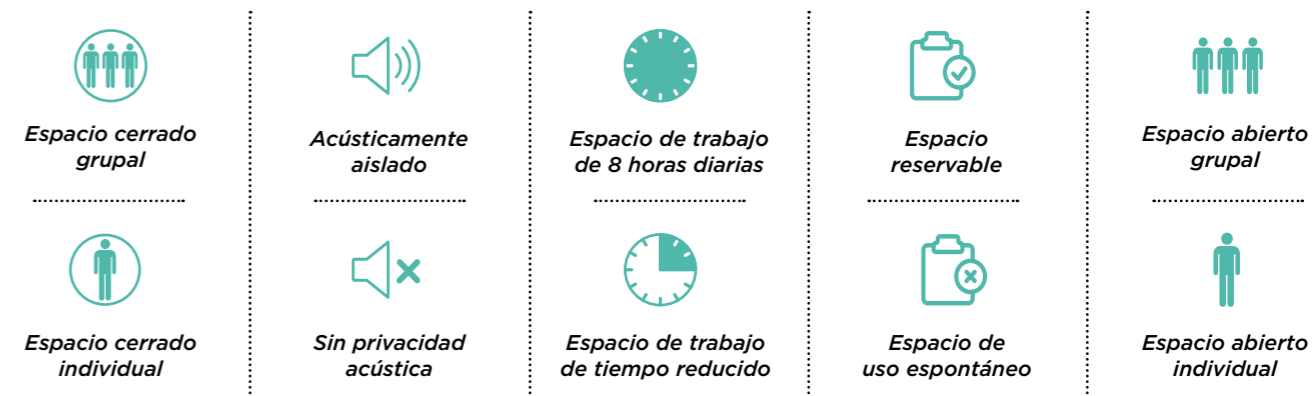 Espacio cerrado
grupal
Acústicamente
aislado
Espacio de trabajo
de 8 horas diarias
Espacio
reservable
Espacio abierto
grupal
Espacio cerrado
individual
Sin privacidad
acústica
Espacio de trabajo
de tiempo reducido
Espacio de
uso espontáneo
Espacio abierto
individual